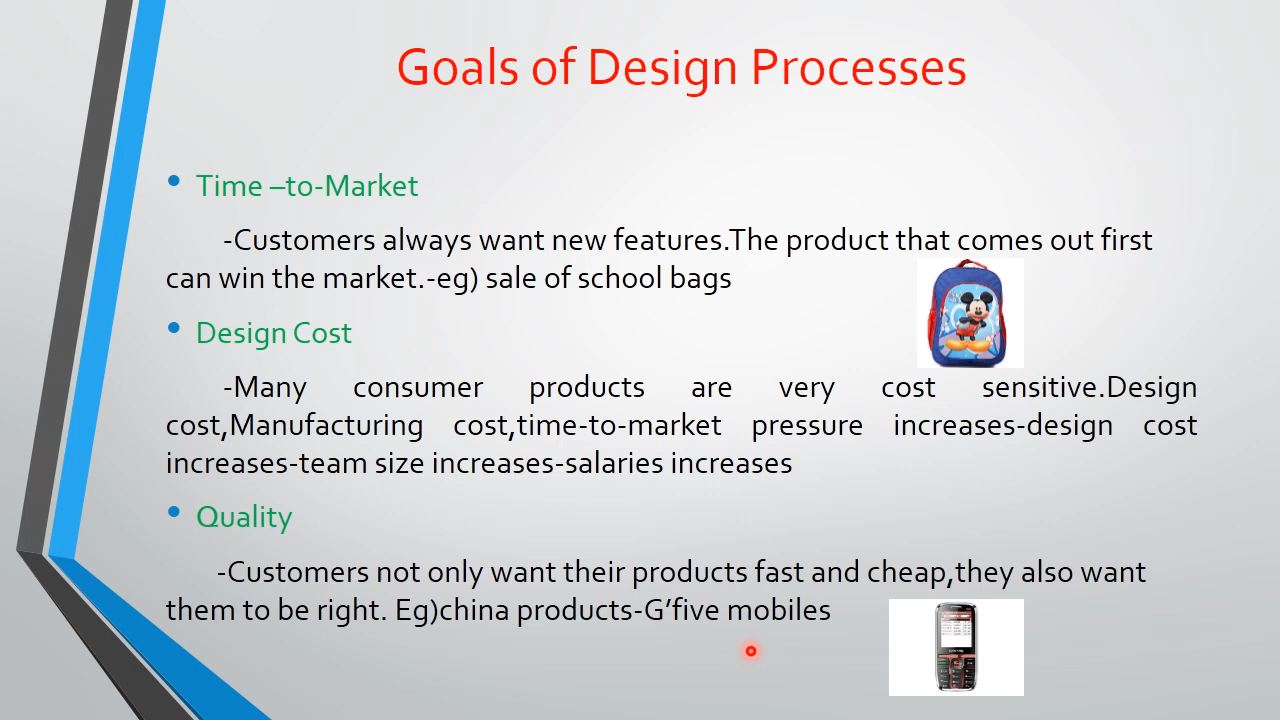 Goals of Design Processes
• Time –to-Market
-Customers always want new features.The product that comes out first
can win the market.-eg) sale of school bags
• Design Cost
-Many consumer products are very cost sensitive.Design
cost,Manufacturing cost,time-to-market pressure increases-design cost
increases-team size increases-salaries increases
• Quality
-Customers not only want their products fast and cheap,they also want
them to be right. Eg)china products-G’five mobiles